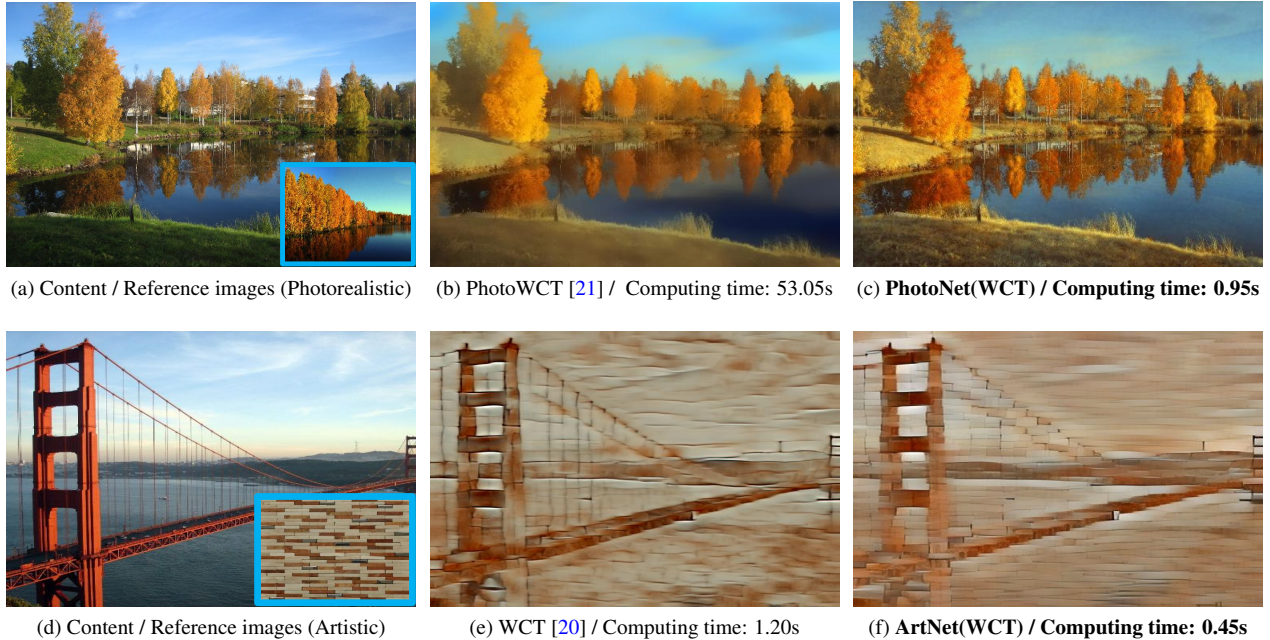 (a) Content / Reference images (Photorealistic)
(b) PhotoWCT [21] / Computing time: 53.05s
(c) PhotoNet(WCT) / Computing time: 0.95s
(d) Content / Reference images (Artistic)
(e) WCT [20] / Computing time: 1.20s
(f) ArtNet(WCT) / Computing time: 0.45s